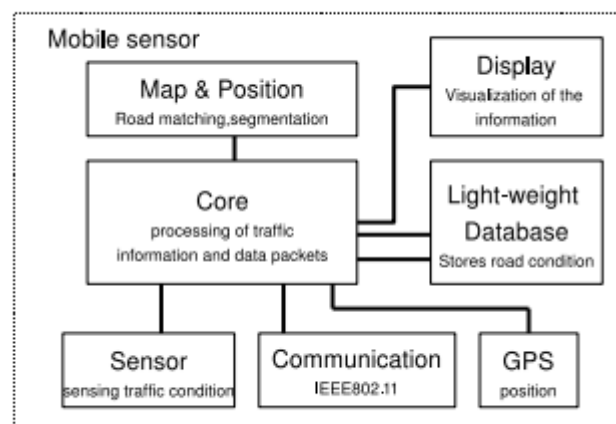 Mobile sensor
Map & Position
Road matching,segmentation
Display
Visualization of the
information
Core
processing of traffic
information and data packets
Light-weight
Database
Stores road condition
Sensor
sensing traffic condition
Communication
IEEE802.11
GPS
position